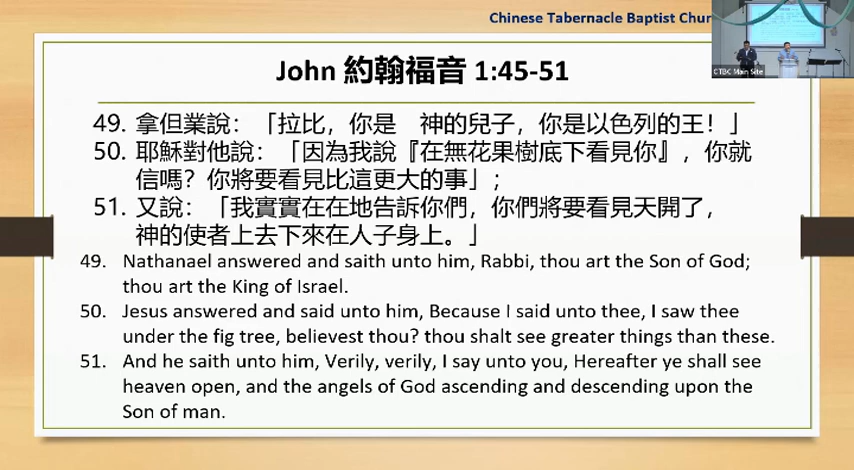 Chinese Tabernacle Baptist Chur
CTBC Main Site
John 約翰福音 1:45-51
49. 拿但業說：「拉比，你是　神的兒子，你是以色列的王！」
50. 耶穌對他說：「因為我說『在無花果樹底下看見你』，你就
信嗎？你將要看見比這更大的事」；
51. 又說：「我實實在在地告訴你們，你們將要看見天開了，
神的使者上去下來在人子身上。」
49. Nathanael answered and saith unto him, Rabbi, thou art the Son of God;
thou art the King of Israel.
50. Jesus answered and said unto him, Because I said unto thee, I saw thee
under the fig tree, believest thou? thou shalt see greater things than these.
51. And he saith unto him, Verily, verily, I say unto you, Hereafter ye shall see
heaven open, and the angels of God ascending and descending upon the
Son of man.